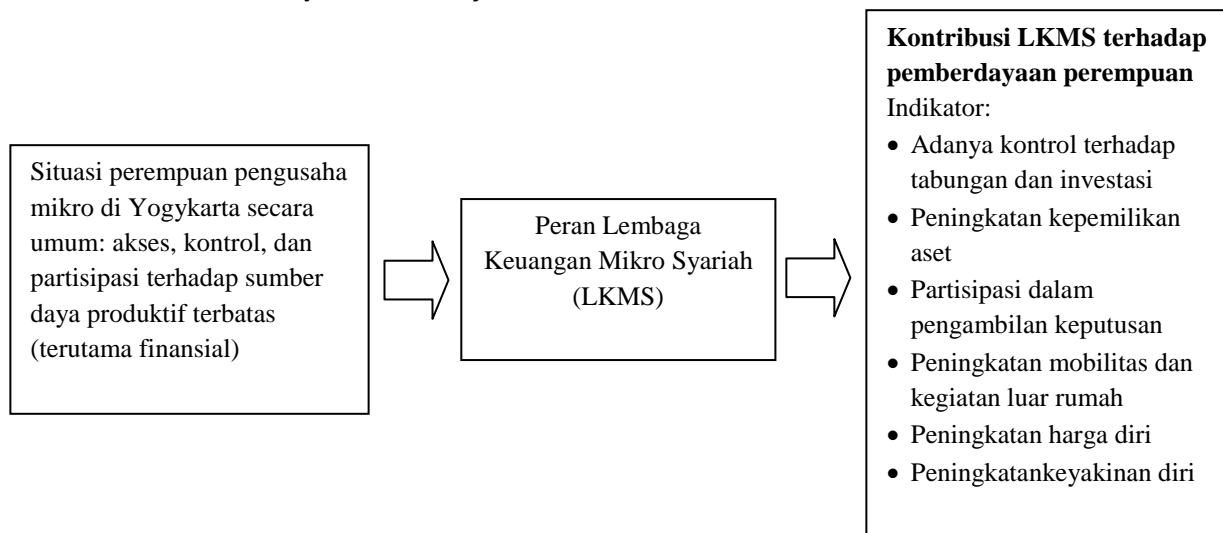 Situasi perempuan pengusaha
mikro di Yogykarta secara
umum: akses, kontrol, dan
partisipasi terhadap sumber
daya produktif terbatas
(terutama finansial)
Peran Lembaga
Keuangan Mikro Syariah
(LKMS)
Kontribusi LKMS terhadap
pemberdayaan perempuan
Indikator:
• Adanya kontrol terhadap
tabungan dan investasi
• Peningkatan kepemilikan
aset
• Partisipasi dalam
pengambilan keputusan
• Peningkatan mobilitas dan
kegiatan luar rumah
• Peningkatan harga diri
• Peningkatankeyakinan diri